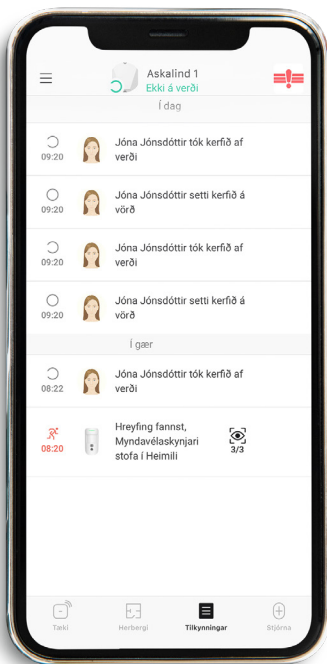 Askalind 1
Ekki á verði
Í dag
09:20
Jóna Jónsdóttir tók kerfið af
verði
09:20
Jóna Jónsdóttir setti kerfið á
vörð
09:20
Jóna Jónsdóttir tók kerfið af
verði
09:20
Jóna Jónsdóttir setti kerfið á
vörð
Í gær
08:22
Jóna Jónsdóttir tók kerfið af
verði
08:20
Hreyfing fannst,
Myndavélaskynjari
stofa í Heimili
3/3
Tæki
Herbergi
Tilkynningar
Stjórna